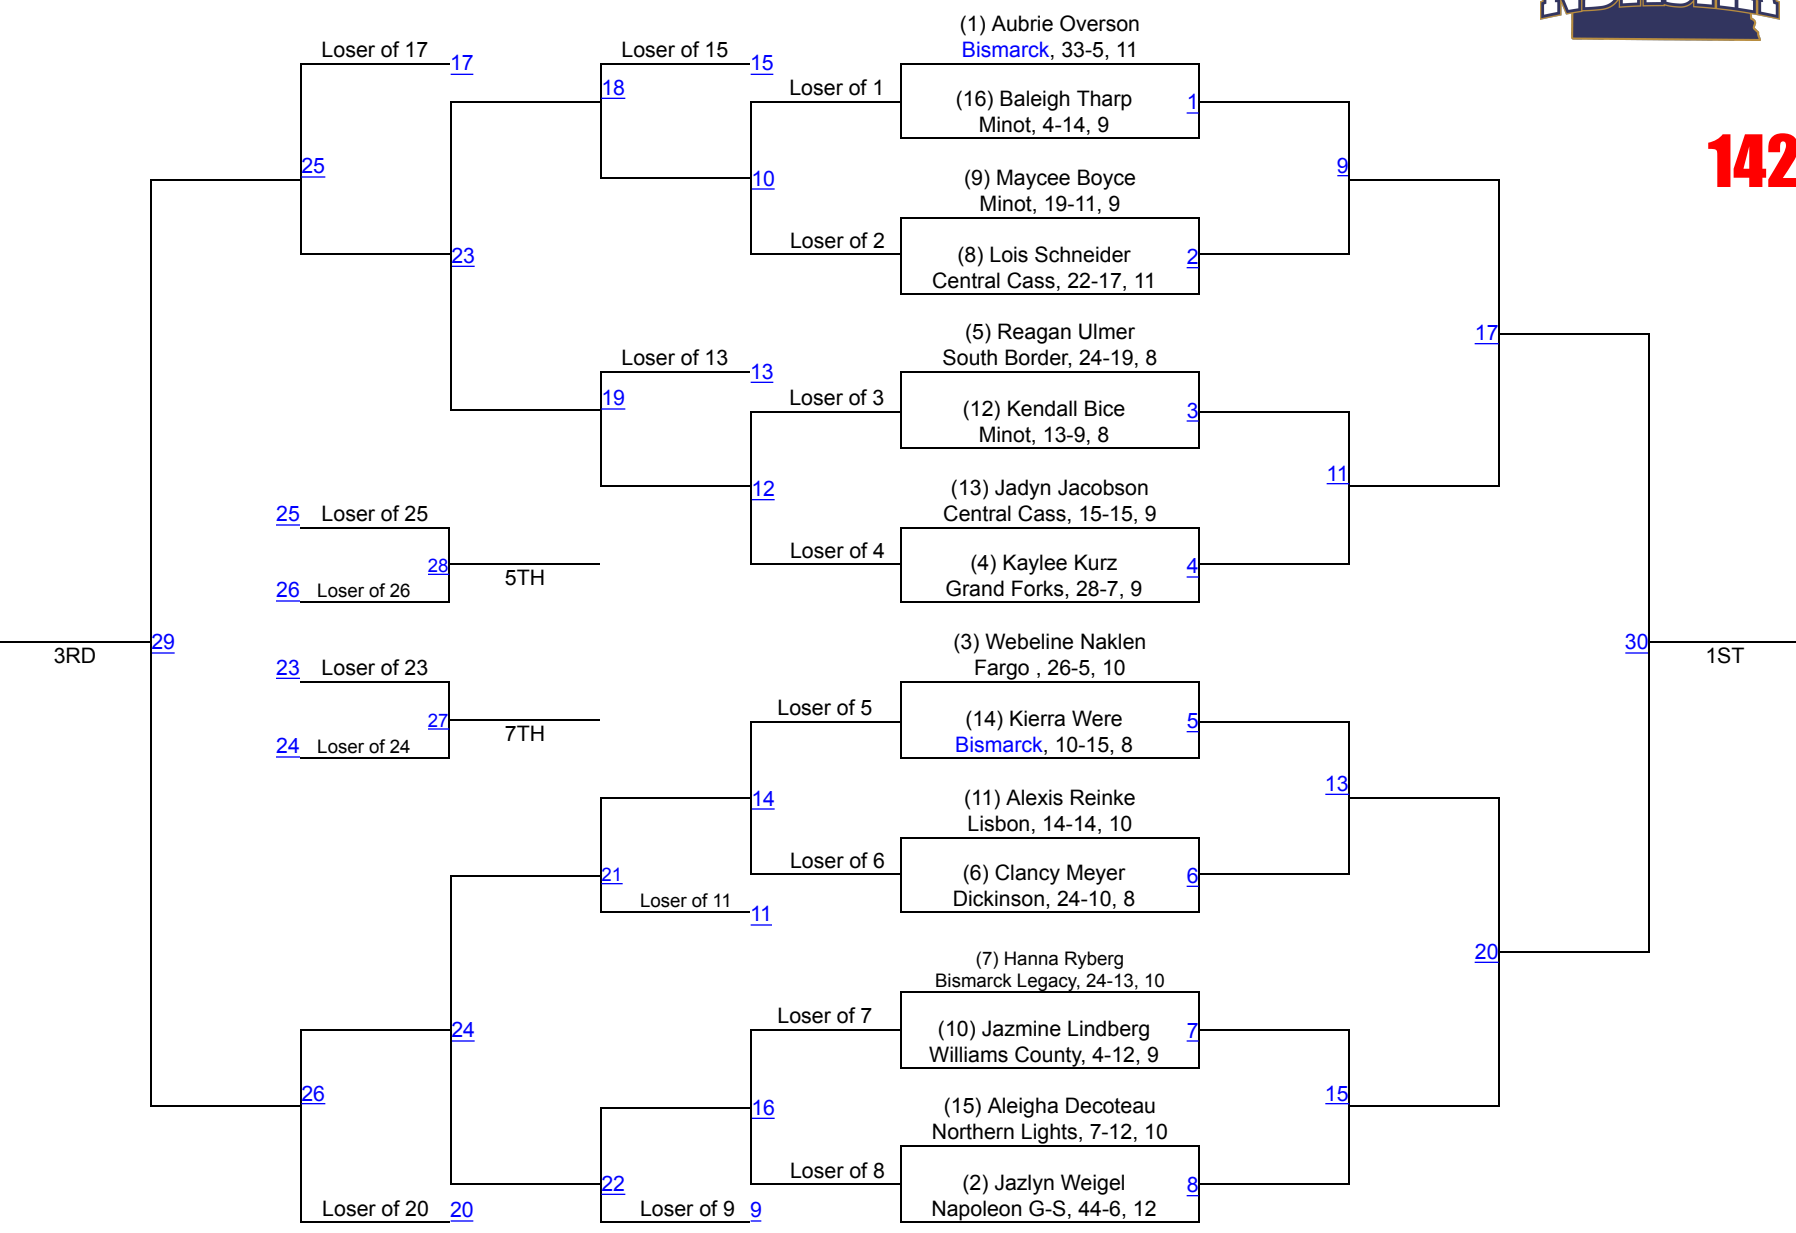 (1) Aubrie Overson
Loser of 17
17
Loser of 15
15
Bismarck, 33-5, 11
18
Loser of 1
(16) Baleigh Tharp
1
Minot, 4-14, 9
142
25
10
(9) Maycee Boyce
9
Minot, 19-11, 9
23
Loser of 2
(8) Lois Schneider
2
Central Cass, 22-17, 11
(5) Reagan Ulmer
17
Loser of 13
13
South Border, 24-19, 8
19
Loser of 3
(12) Kendall Bice
3
Minot, 13-9, 8
12
(13) Jadyn Jacobson
11
25
Loser of 25
Central Cass, 15-15, 9
28
5TH
Loser of 4
(4) Kaylee Kurz
4
26
Loser of 26
Grand Forks, 28-7, 9
3RD
29
(3) Webeline Naklen
30
1ST
23
Loser of 23
Fargo , 26-5, 10
27
7TH
Loser of 5
(14) Kierra Were
5
24
Loser of 24
Bismarck, 10-15, 8
14
(11) Alexis Reinke
13
Lisbon, 14-14, 10
21
Loser of 6
(6) Clancy Meyer
6
Loser of 11
11
Dickinson, 24-10, 8
(7) Hanna Ryberg
20
Bismarck Legacy, 24-13, 10
24
Loser of 7
(10) Jazmine Lindberg
7
Williams County, 4-12, 9
26
16
(15) Aleigha Decoteau
15
Northern Lights, 7-12, 10
22
Loser of 8
(2) Jazlyn Weigel
8
Loser of 20
20
Loser of 9
9
Napoleon G-S, 44-6, 12